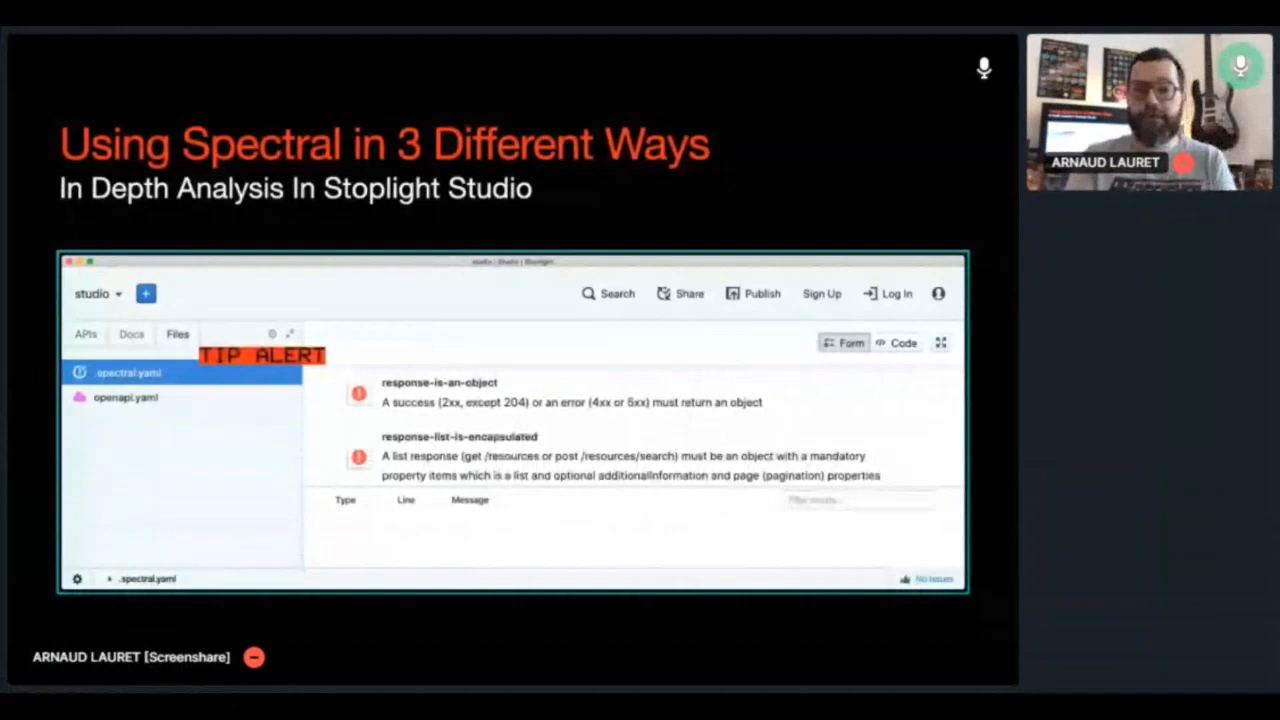 Using Spectral in 3 Different Ways
In Depth Analysis In Stoplight Studio
studio
Search
Share
Publish
Sign Up
Log In
APIs
Docs
Files
TIP ALERT
Form
Code
.spectral.yaml
openapi.yaml
response-is-an-object
A success (2xx, except 204) or an error (4xx or 5xx) must return an object
response-list-is-encapsulated
A list response (get /resources or post /resources/search) must be an object with a mandatory
property items which is a list and optional additionalInformation and page (pagination) properties
Type
Line
Message
.spectral.yaml
No Issues
ARNAUD LAURET [Screenshare]
ARNAUD LAURET